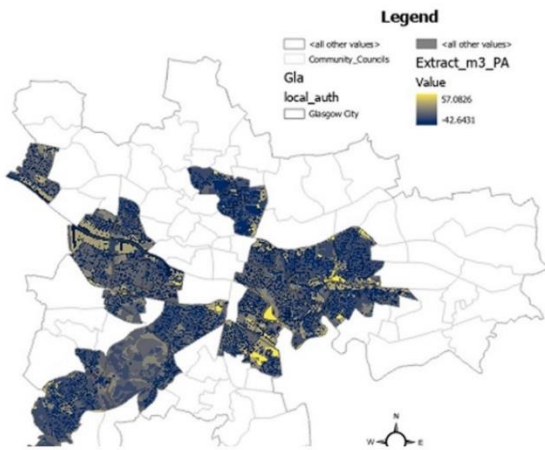 Legend
<all other values>
Community_Councils
Gla
local_auth
Glasgow City
<all other values>
Extract_m3_PA
Value
57.0826
-42.6431
N
W
E